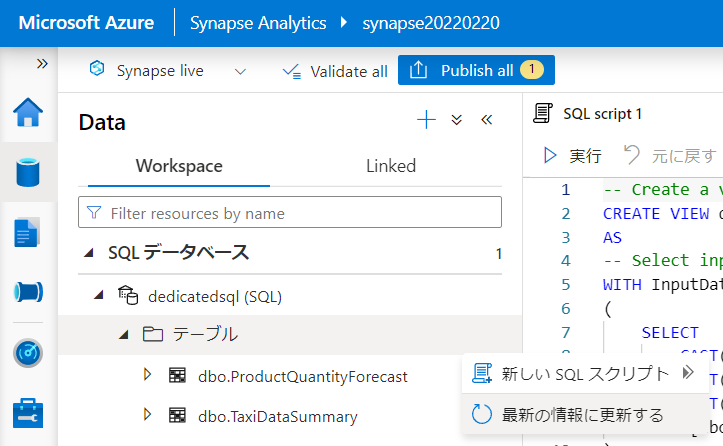 Microsoft Azure | Synapse Analytics ▸ synapse20220220
Synapse live
Validate all
Publish all 1
Data
SQL script 1
Workspace
Linked
実行
元に戻す
Filter resources by name
SQL データベース 1
dedicatedsql (SQL)
テーブル
dbo.ProductQuantityForecast
dbo.TaxiDataSummary
新しい SQL スクリプト
最新の情報に更新する
1 -- Create a v
2 CREATE VIEW
3 AS
4 -- Select inp
5 WITH InputDat
6 (
7 SELECT